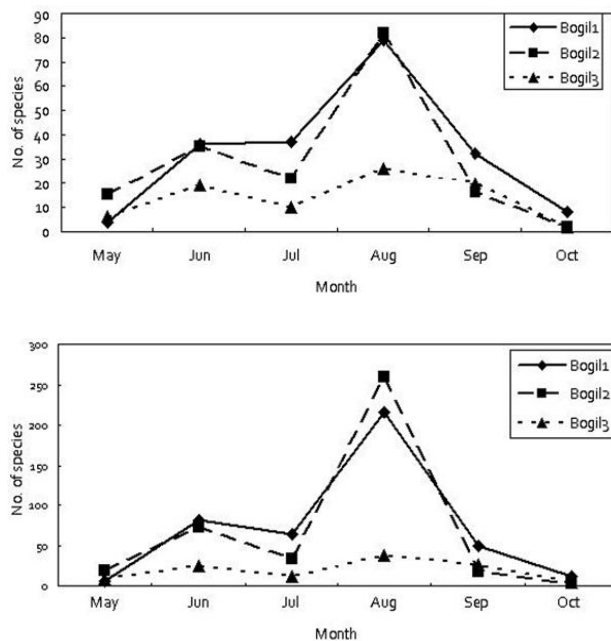 90
80
70
60
50
40
30
20
10
0
No. of species
Bogil1
Bogil2
Bogil3
May Jun Jul Aug Sep Oct
Month
300
250
200
150
100
50
0
No. of species
Bogil1
Bogil2
Bogil3
May Jun Jul Aug Sep Oct
Month